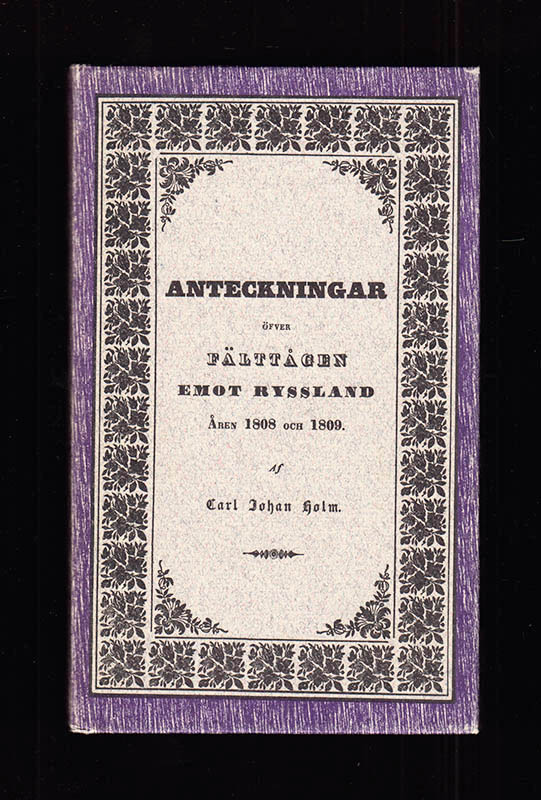 ANTECKNINGAR
ÖFVER
FÄLTTÅGEN
EMOT RYSSLAND
ÅREN 1808 OCH 1809.
AF
Carl Johan Holm.